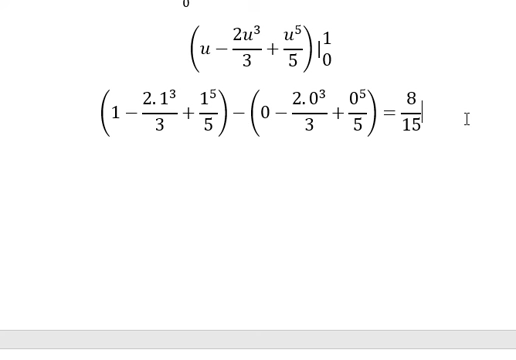 0
(u − 2u³/3 + u⁵/5)|₀¹
(1 − 2.1³/3 + 1⁵/5) − (0 − 2.0³/3 + 0⁵/5) = 8/15